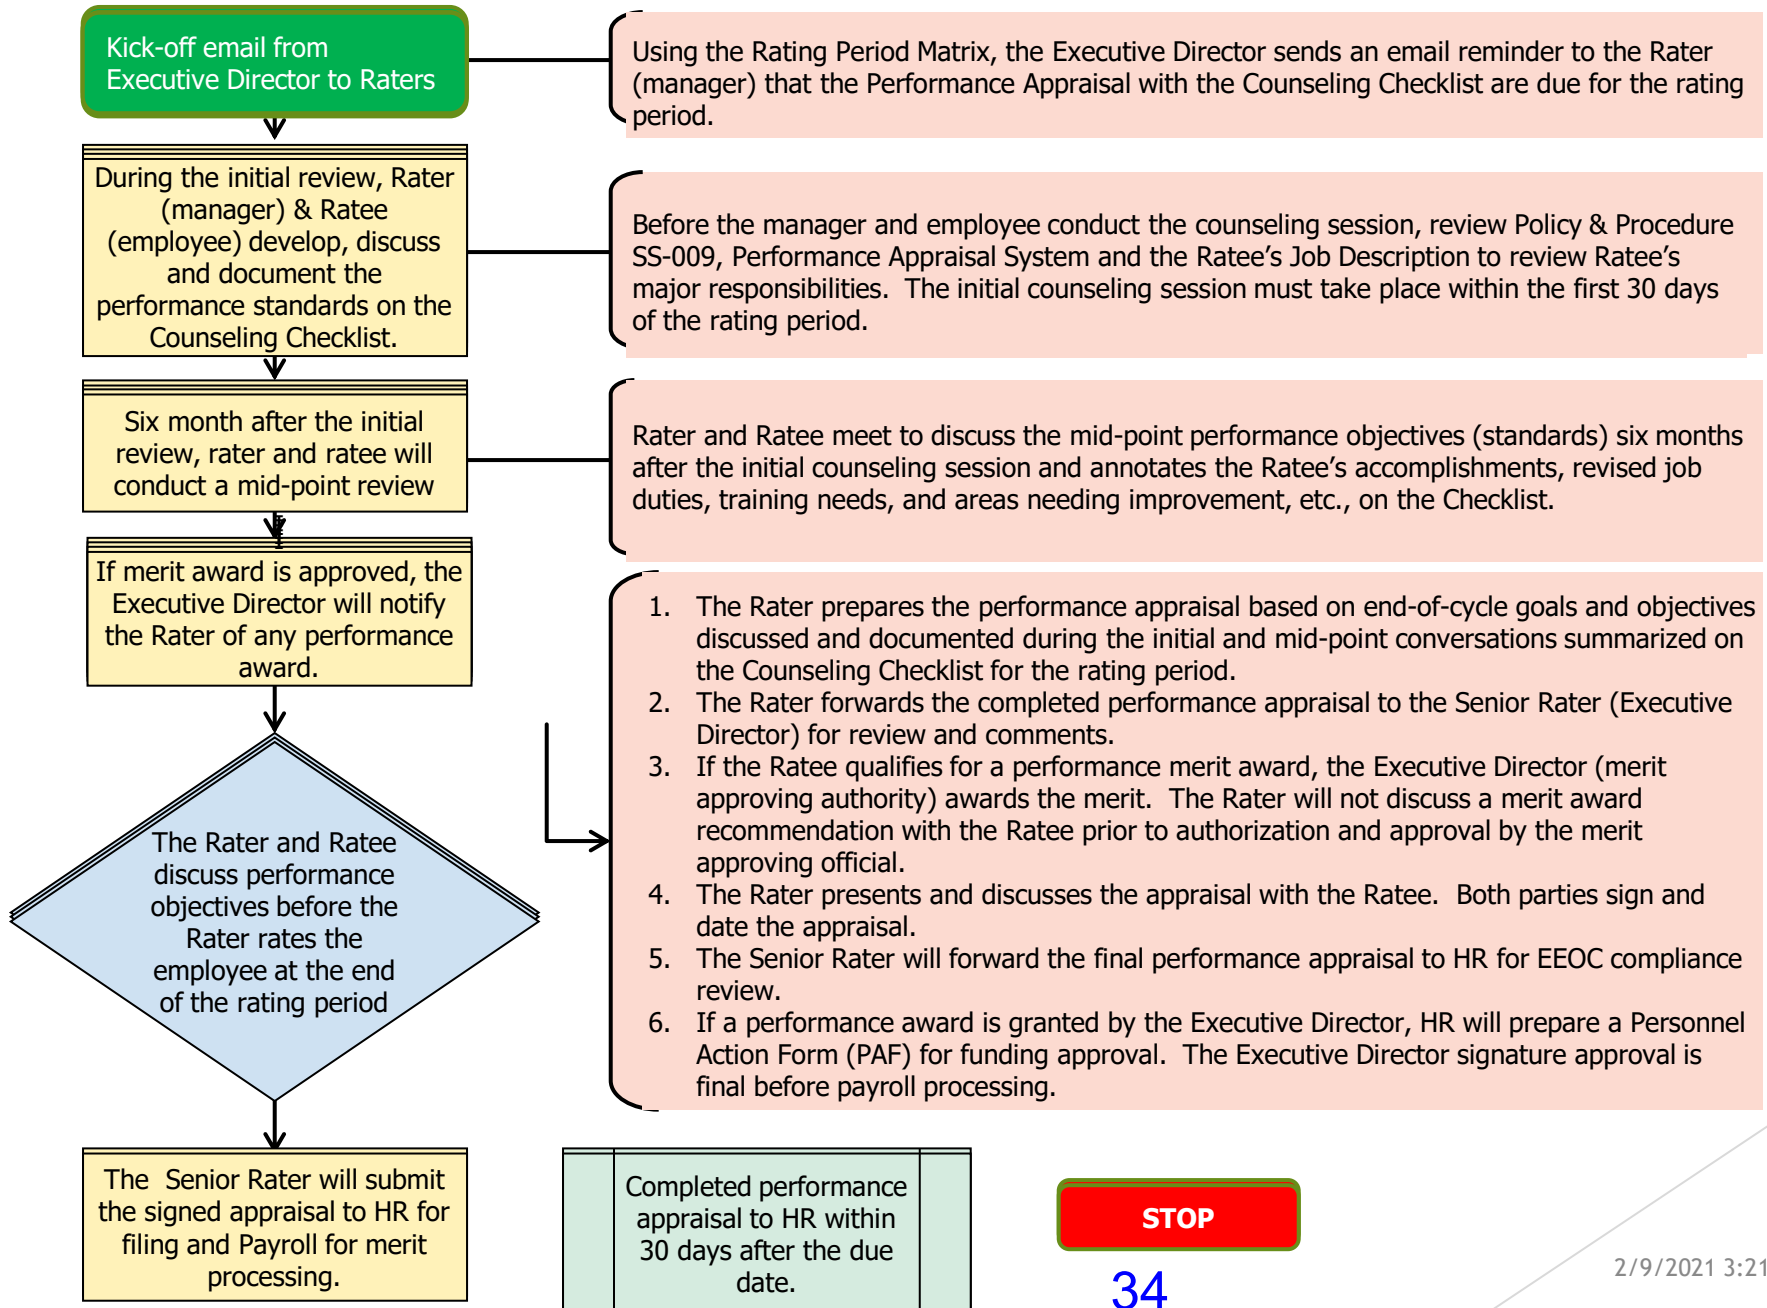 Kick-off email from
Executive Director to Raters
Using the Rating Period Matrix, the Executive Director sends an email reminder to the Rater
(manager) that the Performance Appraisal with the Counseling Checklist are due for the rating
period.
During the initial review, Rater
(manager) & Ratee
(employee) develop, discuss
and document the
performance standards on the
Counseling Checklist.
Before the manager and employee conduct the counseling session, review Policy & Procedure
SS-009, Performance Appraisal System and the Ratee’s Job Description to review Ratee’s
major responsibilities.  The initial counseling session must take place within the first 30 days
of the rating period.
Six month after the initial
review, rater and ratee will
conduct a mid-point review
Rater and Ratee meet to discuss the mid-point performance objectives (standards) six months
after the initial counseling session and annotates the Ratee’s accomplishments, revised job
duties, training needs, and areas needing improvement, etc., on the Checklist.
If merit award is approved, the
Executive Director will notify
the Rater of any performance
award.
1. The Rater prepares the performance appraisal based on end-of-cycle goals and objectives
discussed and documented during the initial and mid-point conversations summarized on
the Counseling Checklist for the rating period.
2. The Rater forwards the completed performance appraisal to the Senior Rater (Executive
Director) for review and comments.
3. If the Ratee qualifies for a performance merit award, the Executive Director (merit
approving authority) awards the merit.  The Rater will not discuss a merit award
recommendation with the Ratee prior to authorization and approval by the merit
approving official.
4. The Rater presents and discusses the appraisal with the Ratee.  Both parties sign and
date the appraisal.
5. The Senior Rater will forward the final performance appraisal to HR for EEOC compliance
review.
6. If a performance award is granted by the Executive Director, HR will prepare a Personnel
Action Form (PAF) for funding approval.  The Executive Director signature approval is
final before payroll processing.
The Rater and Ratee
discuss performance
objectives before the
Rater rates the
employee at the end
of the rating period
The  Senior Rater will submit
the signed appraisal to HR for
filing and Payroll for merit
processing.
Completed performance
appraisal to HR within
30 days after the due
date.
STOP
34
2/9/2021 3:21